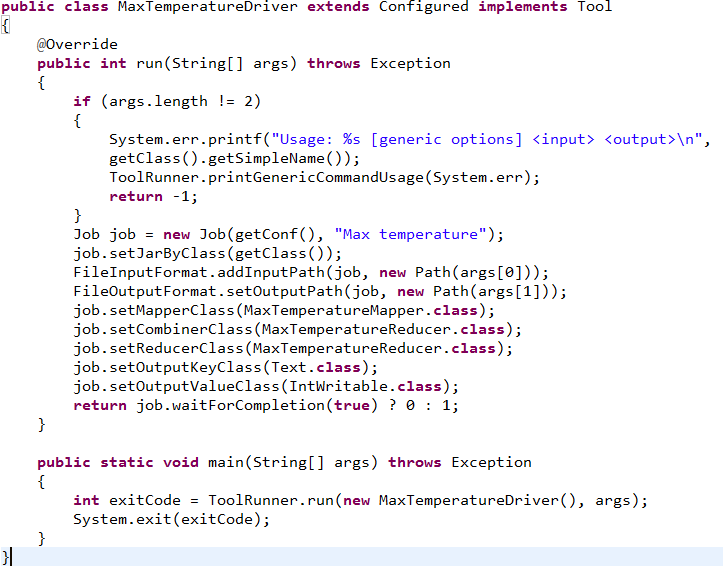 public class MaxTemperatureDriver extends Configured implements Tool
{
    @Override
    public int run(String[] args) throws Exception
    {
        if (args.length != 2)
        {
            System.err.printf("Usage: %s [generic options] <input> <output>\n",
            getClass().getSimpleName());
            ToolRunner.printGenericCommandUsage(System.err);
            return -1;
        }
        Job job = new Job(getConf(), "Max temperature");
        job.setJarByClass(getClass());
        FileInputFormat.addInputPath(job, new Path(args[0]));
        FileOutputFormat.setOutputPath(job, new Path(args[1]));
        job.setMapperClass(MaxTemperatureMapper.class);
        job.setCombinerClass(MaxTemperatureReducer.class);
        job.setReducerClass(MaxTemperatureReducer.class);
        job.setOutputKeyClass(Text.class);
        job.setOutputValueClass(IntWritable.class);
        return job.waitForCompletion(true) ? 0 : 1;
    }

    public static void main(String[] args) throws Exception
    {
        int exitCode = ToolRunner.run(new MaxTemperatureDriver(), args);
        System.exit(exitCode);
    }
}